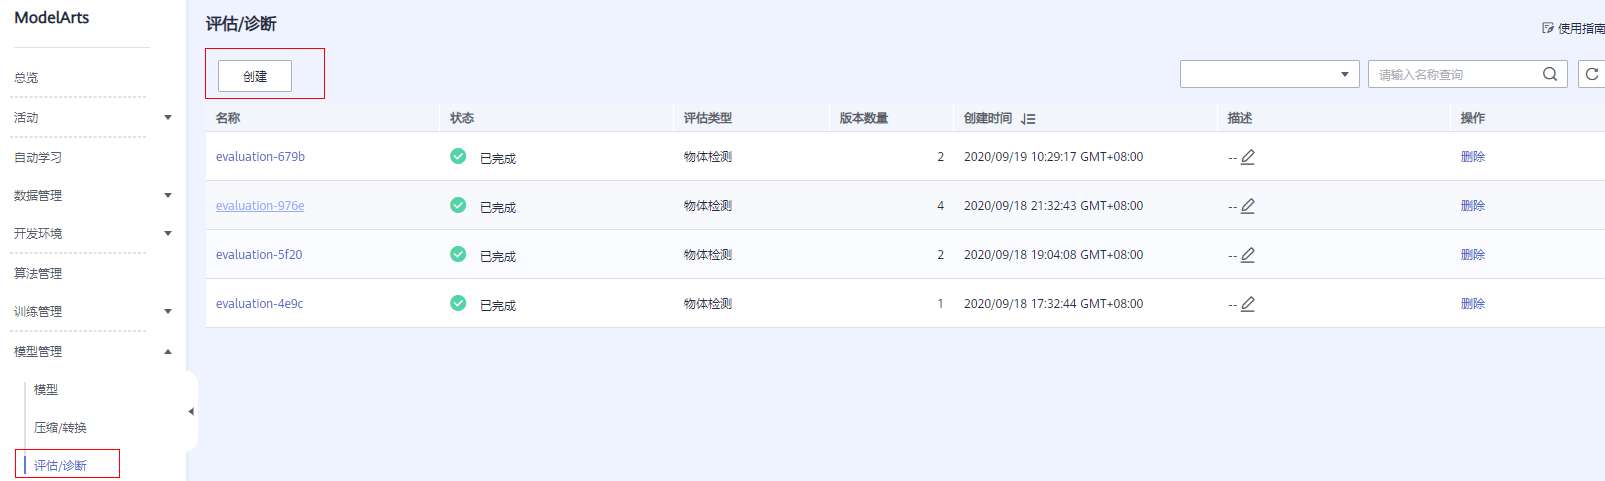 ModelArts
总览
活动
自动学习
数据管理
开发环境
算法管理
训练管理
模型管理
模型
压缩/转换
评估/诊断
评估/诊断
使用指南
创建
请输入名称查询
名称 状态 评估类型 版本数量 创建时间 描述 操作
evaluation-679b 已完成 物体检测 2 2020/09/19 10:29:17 GMT+08:00 -- 删除
evaluation-976e 已完成 物体检测 4 2020/09/18 21:32:43 GMT+08:00 -- 删除
evaluation-5f20 已完成 物体检测 2 2020/09/18 19:04:08 GMT+08:00 -- 删除
evaluation-4e9c 已完成 物体检测 1 2020/09/18 17:32:44 GMT+08:00 -- 删除